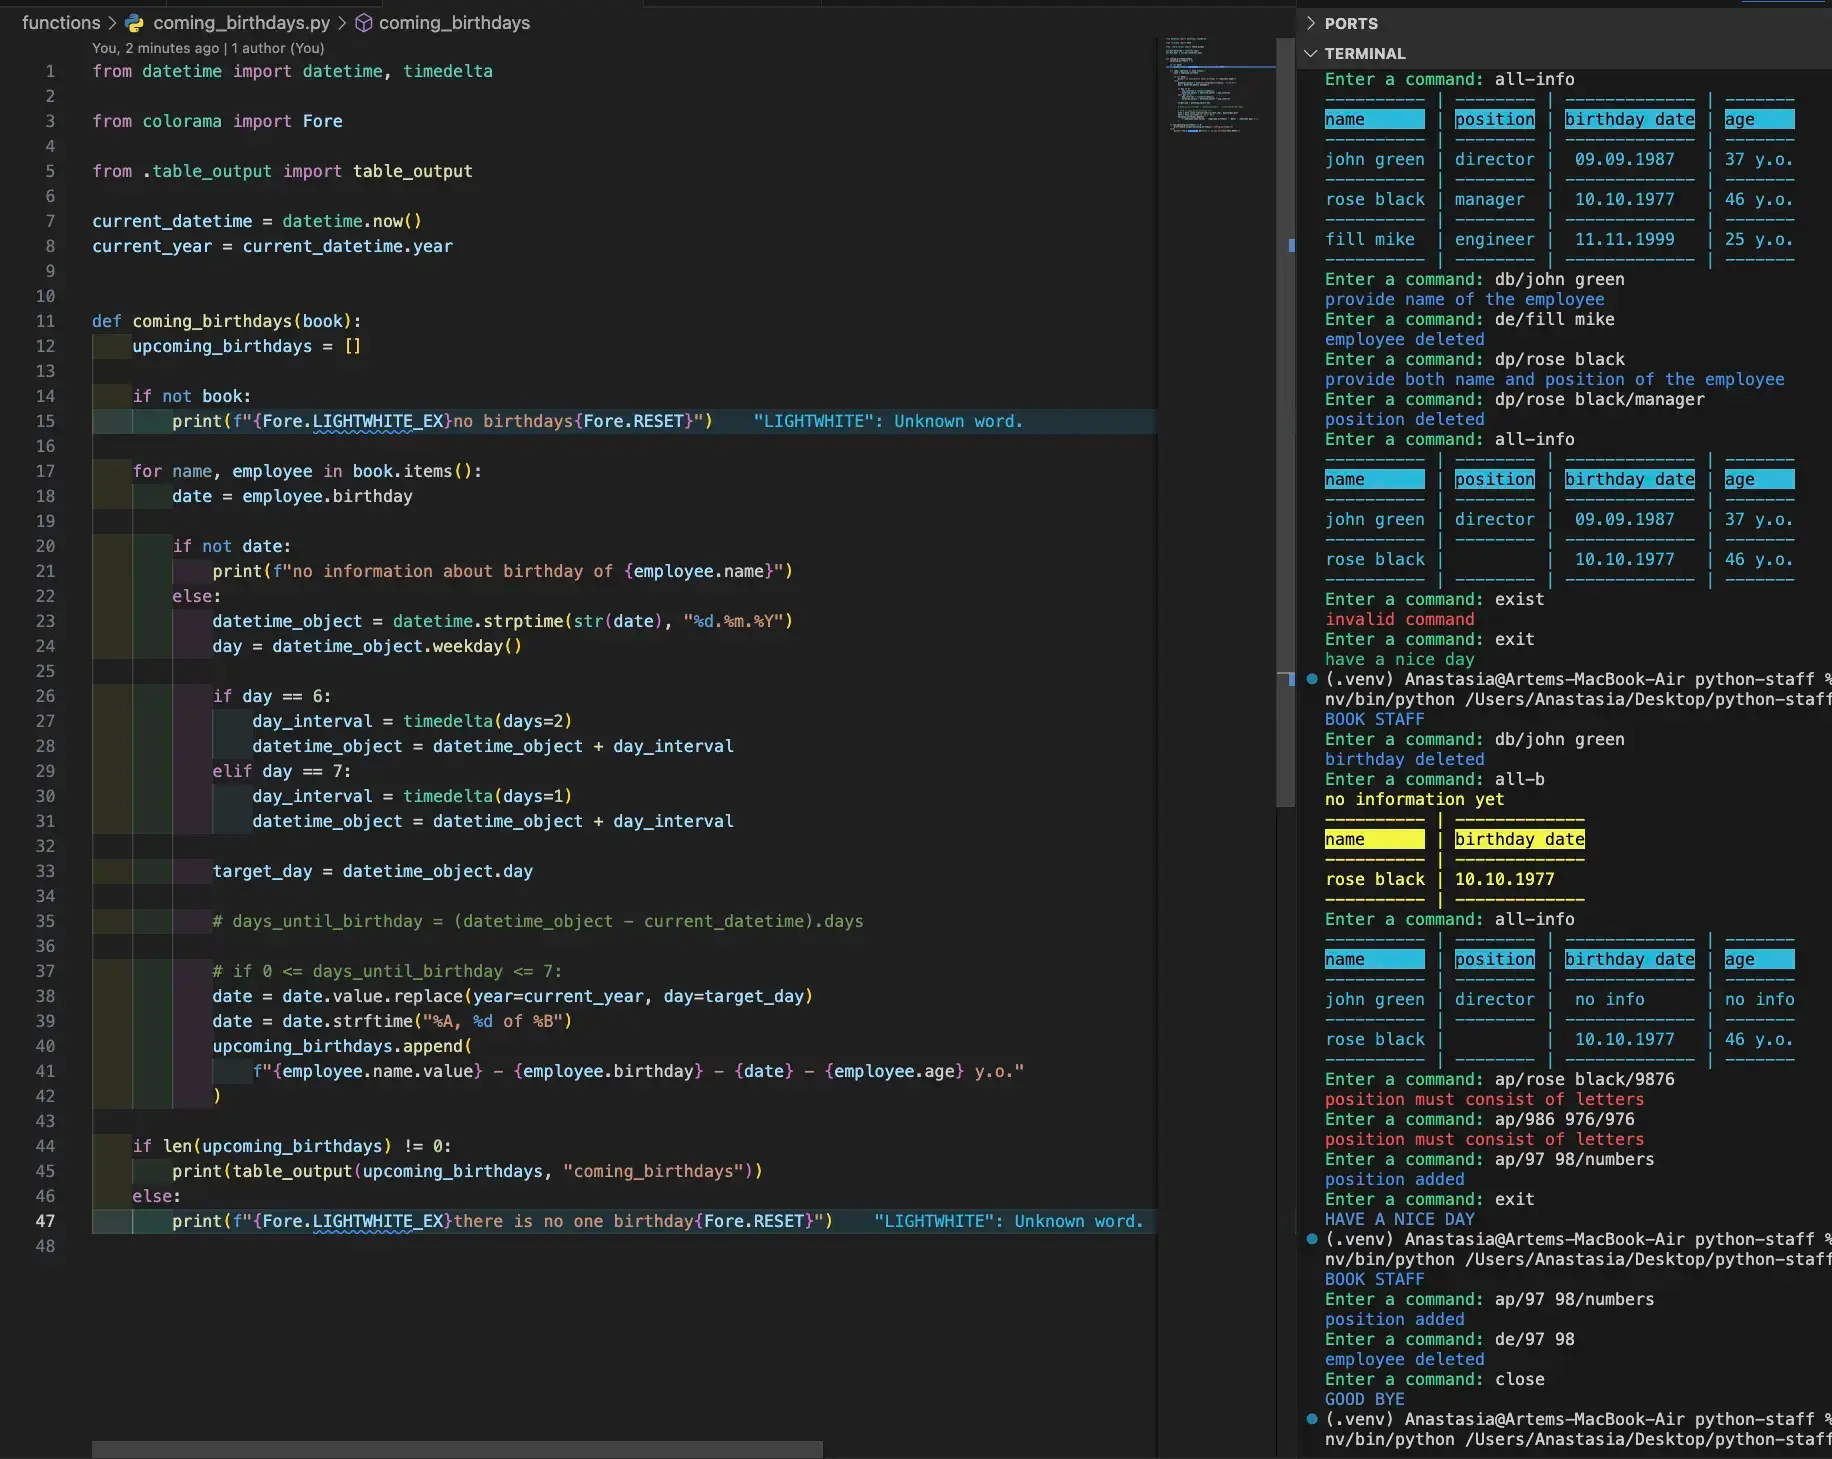 functions > coming_birthdays.py > coming_birthdays
You, 2 minutes ago | 1 author (You)
1 from datetime import datetime, timedelta
2
3 from colorama import Fore
4
5 from .table_output import table_output
6
7 current_datetime = datetime.now()
8 current_year = current_datetime.year
9
10
11 def coming_birthdays(book):
12     upcoming_birthdays = []
13
14     if not book:
15         print(f"{Fore.LIGHTWHITE_EX}no birthdays{Fore.RESET}")    "LIGHTWHITE": Unknown word.
16
17     for name, employee in book.items():
18         date = employee.birthday
19
20         if not date:
21             print(f"no information about birthday of {employee.name}")
22         else:
23             datetime_object = datetime.strptime(str(date), "%d.%m.%Y")
24             day = datetime_object.weekday()
25
26             if day == 6:
27                 day_interval = timedelta(days=2)
28                 datetime_object = datetime_object + day_interval
29             elif day == 7:
30                 day_interval = timedelta(days=1)
31                 datetime_object = datetime_object + day_interval
32
33             target_day = datetime_object.day
34
35             # days_until_birthday = (datetime_object - current_datetime).days
36
37             # if 0 <= days_until_birthday <= 7:
38             date = date.value.replace(year=current_year, day=target_day)
39             date = date.strftime("%A, %d of %B")
40             upcoming_birthdays.append(
41                 f"{employee.name.value} - {employee.birthday} - {date} - {employee.age} y.o."
42             )
43
44     if len(upcoming_birthdays) != 0:
45         print(table_output(upcoming_birthdays, "coming_birthdays"))
46     else:
47         print(f"{Fore.LIGHTWHITE_EX}there is no one birthday{Fore.RESET}")    "LIGHTWHITE": Unknown word.
48
PORTS
TERMINAL
Enter a command: all-info
---------- | -------- | ------------- | -------
name       | position | birthday date | age
---------- | -------- | ------------- | -------
john green | director |  09.09.1987   | 37 y.o.
---------- | -------- | ------------- | -------
rose black | manager  |  10.10.1977   | 46 y.o.
---------- | -------- | ------------- | -------
fill mike  | engineer |  11.11.1999   | 25 y.o.
---------- | -------- | ------------- | -------
Enter a command: db/john green
provide name of the employee
Enter a command: de/fill mike
employee deleted
Enter a command: dp/rose black
provide both name and position of the employee
Enter a command: dp/rose black/manager
position deleted
Enter a command: all-info
---------- | -------- | ------------- | -------
name       | position | birthday date | age
---------- | -------- | ------------- | -------
john green | director |  09.09.1987   | 37 y.o.
---------- | -------- | ------------- | -------
rose black |          |  10.10.1977   | 46 y.o.
---------- | -------- | ------------- | -------
Enter a command: exist
invalid command
Enter a command: exit
have a nice day
(.venv) Anastasia@Artems-MacBook-Air python-staff %
nv/bin/python /Users/Anastasia/Desktop/python-staff
BOOK STAFF
Enter a command: db/john green
birthday deleted
Enter a command: all-b
no information yet
---------- | -------------
name       | birthday date
---------- | -------------
rose black | 10.10.1977
---------- | -------------
Enter a command: all-info
---------- | -------- | ------------- | -------
name       | position | birthday date | age
---------- | -------- | ------------- | -------
john green | director |  no info      | no info
---------- | -------- | ------------- | -------
rose black |          |  10.10.1977   | 46 y.o.
---------- | -------- | ------------- | -------
Enter a command: ap/rose black/9876
position must consist of letters
Enter a command: ap/986 976/976
position must consist of letters
Enter a command: ap/97 98/numbers
position added
Enter a command: exit
HAVE A NICE DAY
(.venv) Anastasia@Artems-MacBook-Air python-staff %
nv/bin/python /Users/Anastasia/Desktop/python-staff
BOOK STAFF
Enter a command: ap/97 98/numbers
position added
Enter a command: de/97 98
employee deleted
Enter a command: close
GOOD BYE
(.venv) Anastasia@Artems-MacBook-Air python-staff %
nv/bin/python /Users/Anastasia/Desktop/python-staff